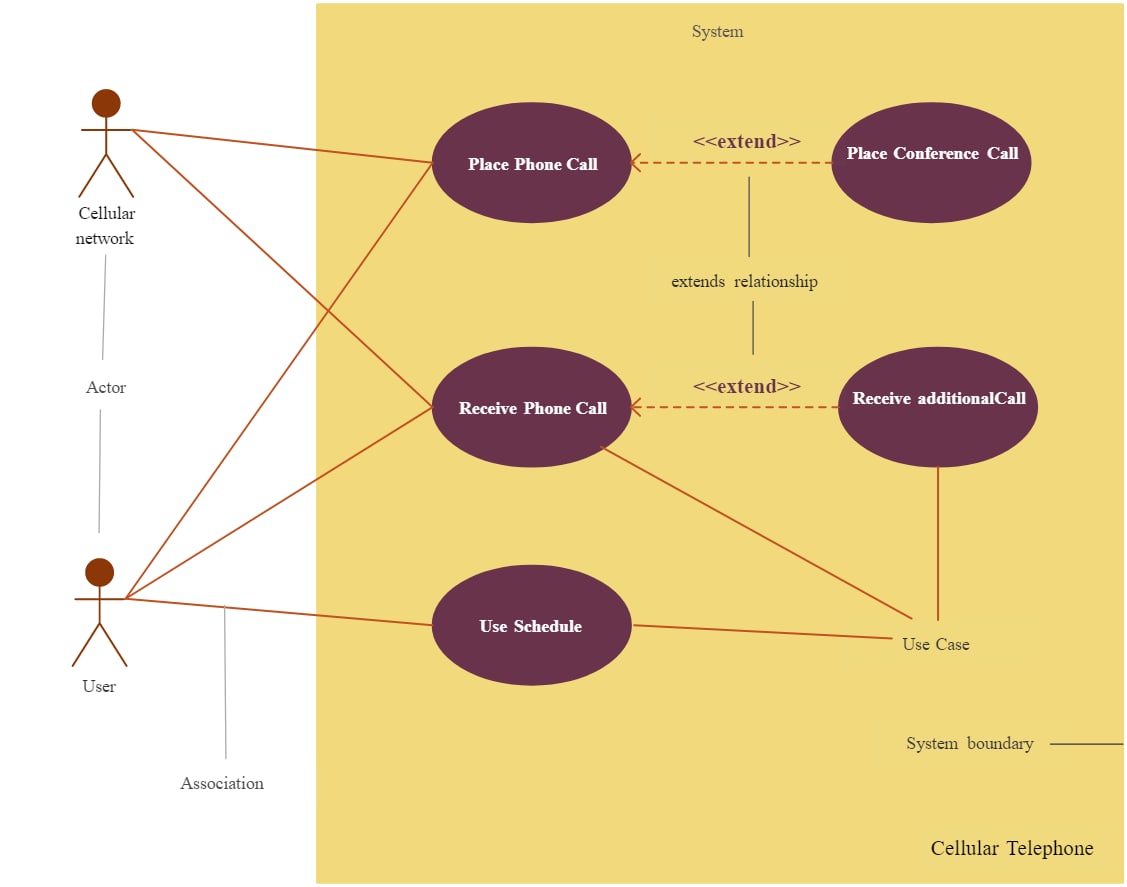 System
<<extend>>
Place Phone Call
Place Conference Call
Cellular
network
extends relationship
Actor
<<extend>>
Receive Phone Call
Receive additionalCall
Use Schedule
Use Case
User
System boundary
Association
Cellular Telephone